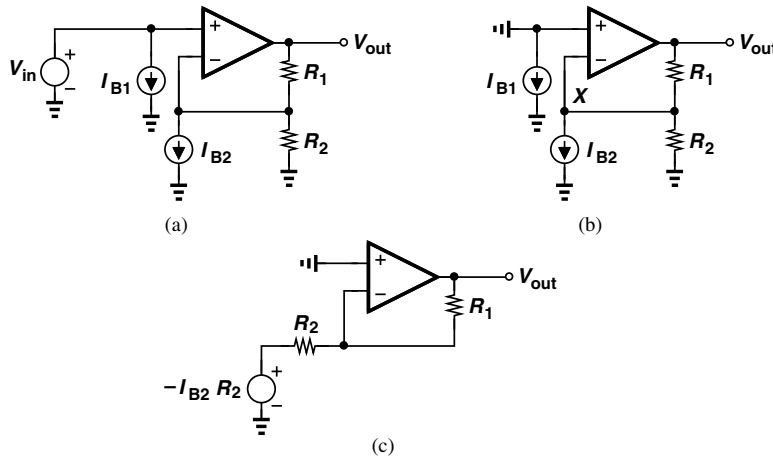 V_in
+
−
I_B1
+
−
V_out
R_1
I_B2
R_2
(a)
I_B1
+
−
V_out
X
R_1
I_B2
R_2
(b)
+
−
V_out
R_1
R_2
−I_B2 R_2
+
−
(c)